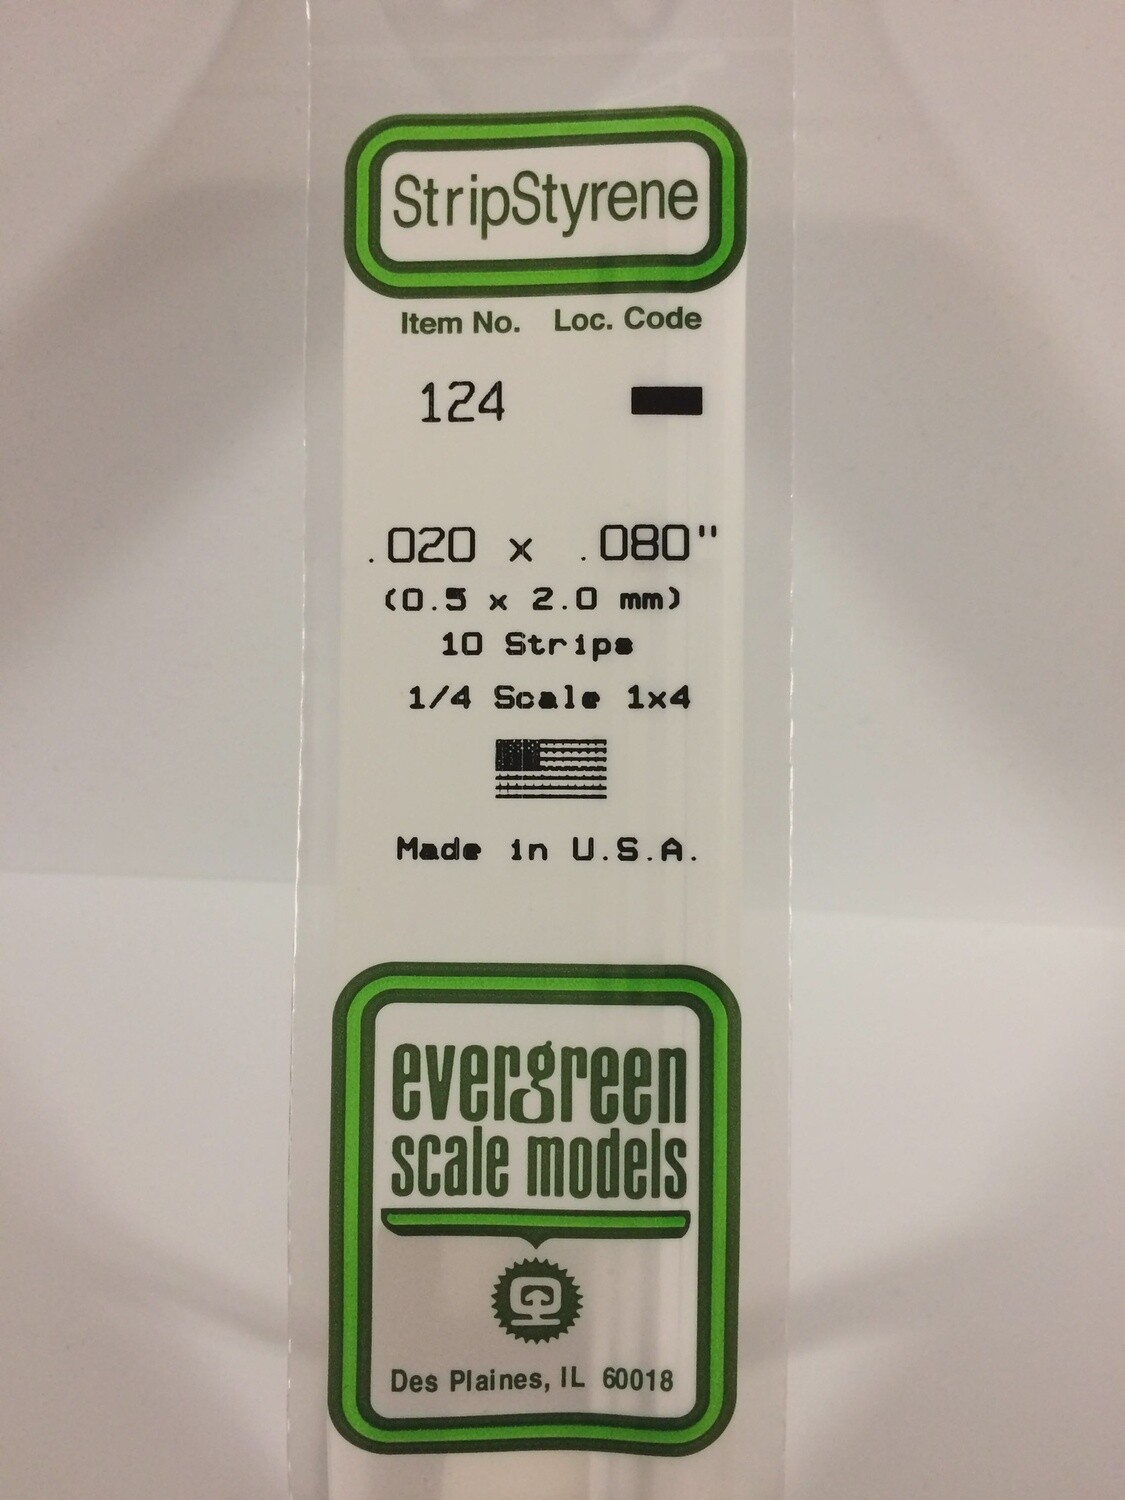 StripStyrene
Item No. Loc. Code
124
.020 x .080"
(0.5 x 2.0 mm)
10 Strips
1/4 Scale 1x4
Made in U.S.A.
evergreen
scale models
Des Plaines, IL 60018